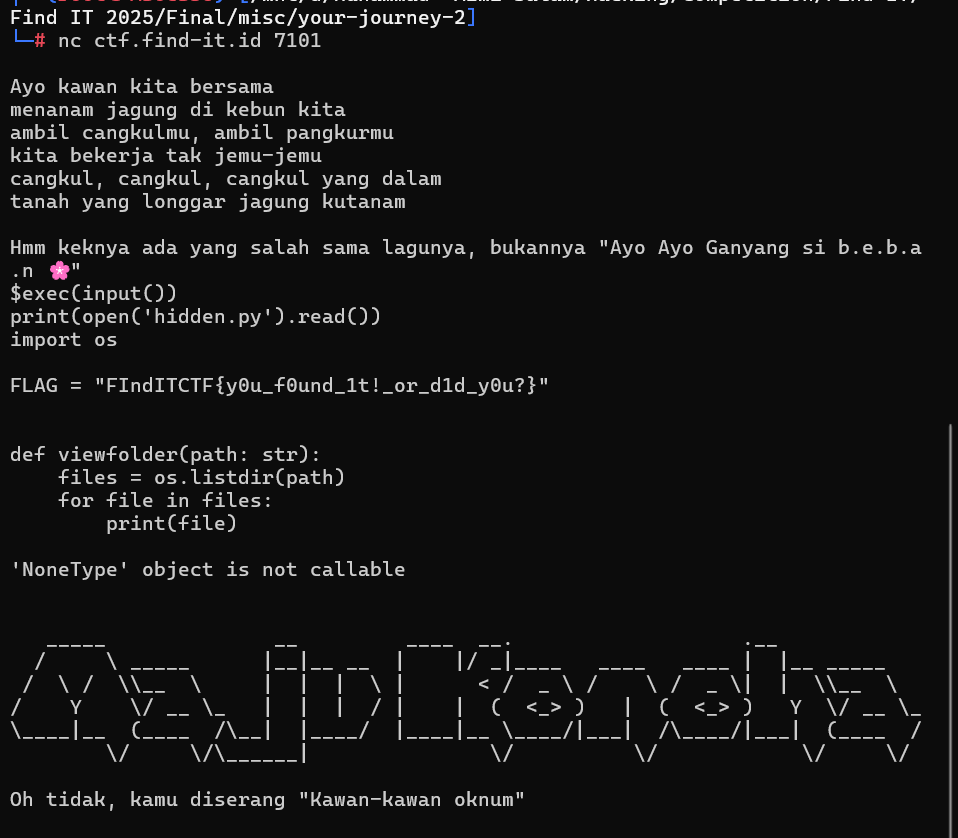 Find IT 2025/Final/misc/your-journey-2]
└─# nc ctf.find-it.id 7101
Ayo kawan kita bersama
menanam jagung di kebun kita
ambil cangkulmu, ambil pangkurmu
kita bekerja tak jemu-jemu
cangkul, cangkul, cangkul yang dalam
tanah yang longgar jagung kutanam
Hmm keknya ada yang salah sama lagunya, bukannya "Ayo Ayo Ganyang si b.e.b.a
.n 🌸"
$exec(input())
print(open('hidden.py').read())
import os
FLAG = "FIndITCTF{y0u_f0und_1t!_or_d1d_y0u?}"
def viewfolder(path: str):
    files = os.listdir(path)
    for file in files:
        print(file)
'NoneType' object is not callable
Oh tidak, kamu diserang "Kawan-kawan oknum"